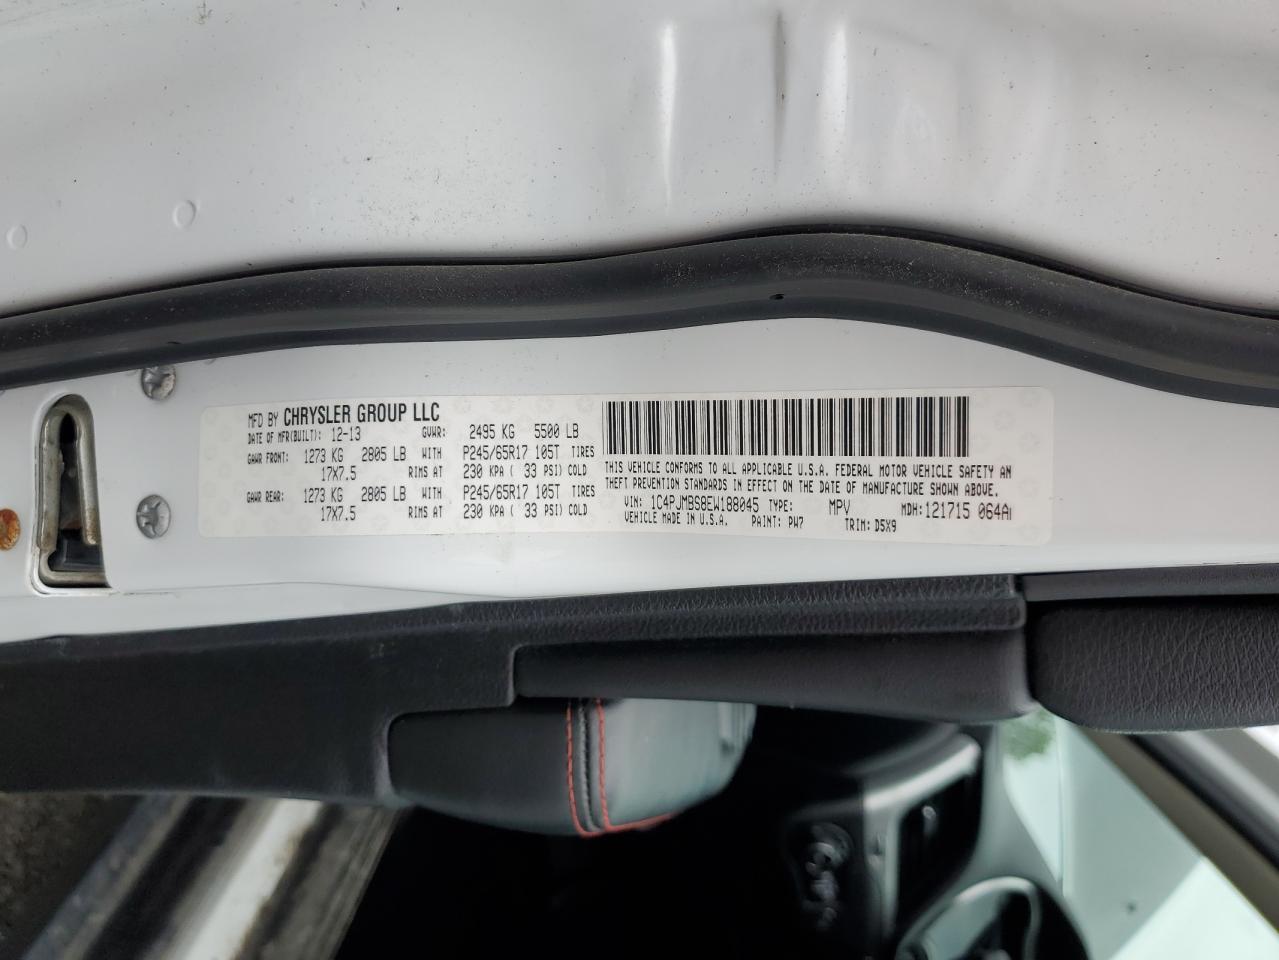 MFD BY CHRYSLER GROUP LLC
DATE OF MFR(BUILT): 12-13 GVWR: 2495 KG 5500 LB
GAWR FRONT: 1273 KG 2805 LB WITH P245/65R17 105T TIRES
17X7.5 RIMS AT 230 KPA ( 33 PSI) COLD
GAWR REAR: 1273 KG 2805 LB WITH P245/65R17 105T TIRES
17X7.5 RIMS AT 230 KPA ( 33 PSI) COLD
THIS VEHICLE CONFORMS TO ALL APPLICABLE U.S.A. FEDERAL MOTOR VEHICLE SAFETY AN
THEFT PREVENTION STANDARDS IN EFFECT ON THE DATE OF MANUFACTURE SHOWN ABOVE.
VIN: 1C4PJMBS8EW188045 TYPE: MPV MDH: 121715 064AI
VEHICLE MADE IN U.S.A. PAINT: PW7 TRIM: D5X9